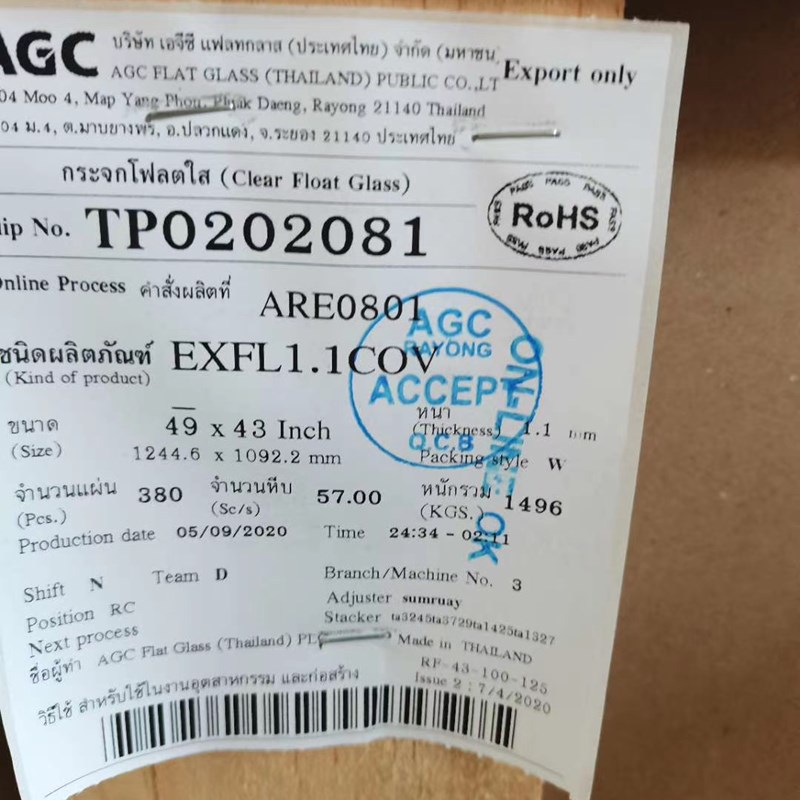 AGC บริษัท เอจีซี แฟลทกลาส (ประเทศไทย) จำกัด (มหาชน
AGC FLAT GLASS (THAILAND) PUBLIC CO.,LT Export only
04 Moo 4, Map Yang Phon, Pluak Daeng, Rayong 21140 Thailand
04 ม.4, ต.มาบยางพร, อ.ปลวกแดง, จ.ระยอง 21140 ประเทศไทย
กระจกโฟลตใส (Clear Float Glass)
PASS PASS PASS PASS
RoHS
ip No. TP0202081
Online Process คำสั่งผลิตที่ ARE0801
ชนิดผลิตภัณฑ์ EXFL1.1COV
(Kind of product)
AGC
RAYONG
ACCEPT
Q.C.B
ON-LINE OK
ขนาด 49 x 43 Inch หนา
(Size) 1244.6 x 1092.2 mm (Thickness) 1.1 mm
Packing style W
จำนวนแผ่น 380 จำนวนหีบ 57.00 หนักรวม 1496
(Pcs.) (Sc/s) (KGS.)
Production date 05/09/2020 Time 24:34 - 02:11
Shift N Team D Branch/Machine No. 3
Position RC Adjuster sumruay
Next process Stacker ta3245ta3729ta1425ta1327
ชื่อผู้ทำ AGC Flat Glass (Thailand) PL Made in THAILAND
RF-43-100-125
วิธีใช้ สำหรับใช้ในงานอุตสาหกรรม และก่อสร้าง Issue 2 : 7/4/2020